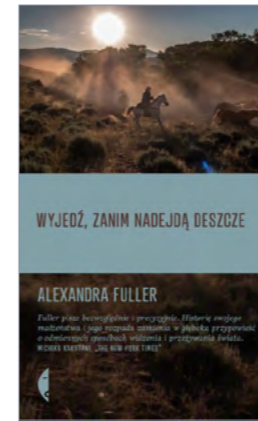 WYJEDŹ, ZANIM NADEJDĄ DESZCZE
ALEXANDRA FULLER
Fuller pisze bezwzględnie i precyzyjnie. Historię swojego
małżeństwa i jego rozpadu zamienia w głęboką przypowieść
o odmiennych sposobach widzenia i przeżywania świata.
MICHIKO KAKUTANI, „THE NEW YORK TIMES”